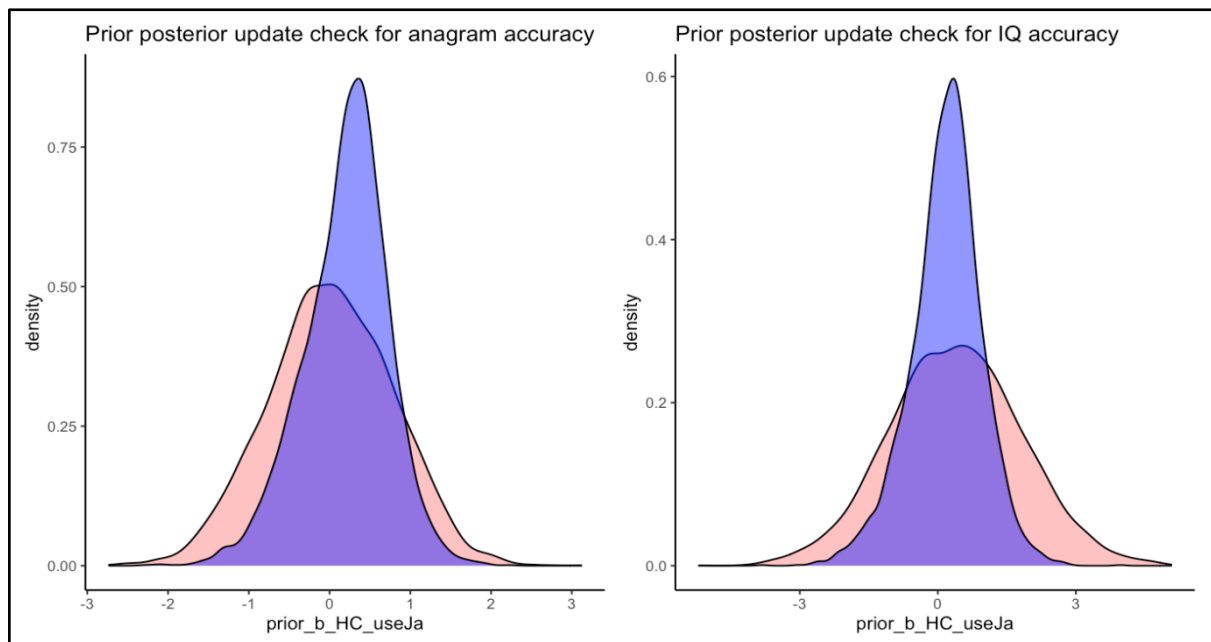 Prior posterior update check for anagram accuracy
0.75
0.50
0.25
0.00
density
-3 -2 -1 0 1 2 3
prior_b_HC_useJa
Prior posterior update check for IQ accuracy
0.6
0.4
0.2
0.0
density
-3 0 3
prior_b_HC_useJa